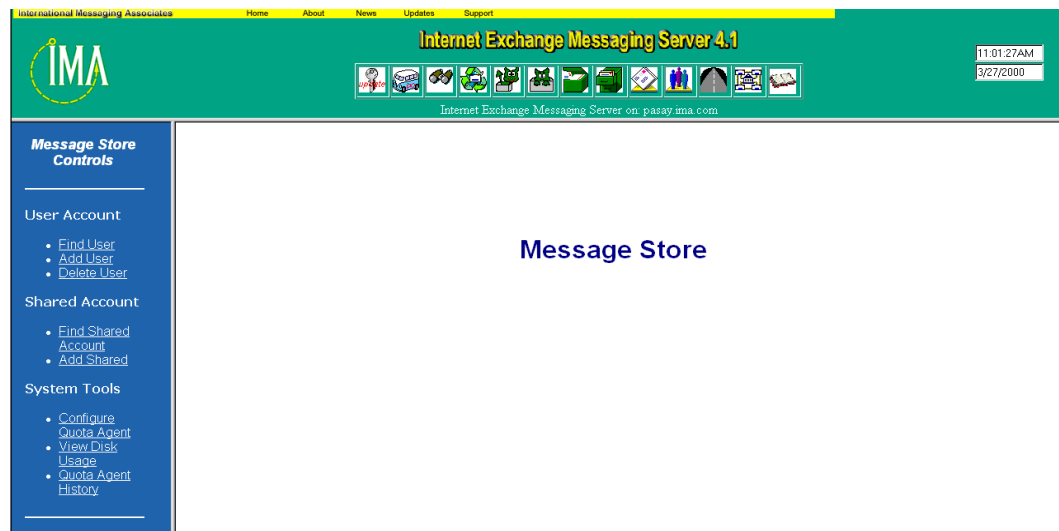 International Messaging Associates Home About News Updates Support
IMA
Internet Exchange Messaging Server 4.1
11:01:27AM
3/27/2000
update
Internet Exchange Messaging Server on: pasay.ima.com
Message Store
Controls
User Account
Find User
Add User
Delete User
Shared Account
Find Shared
Account
Add Shared
System Tools
Configure
Quota Agent
View Disk
Usage
Quota Agent
History
Message Store